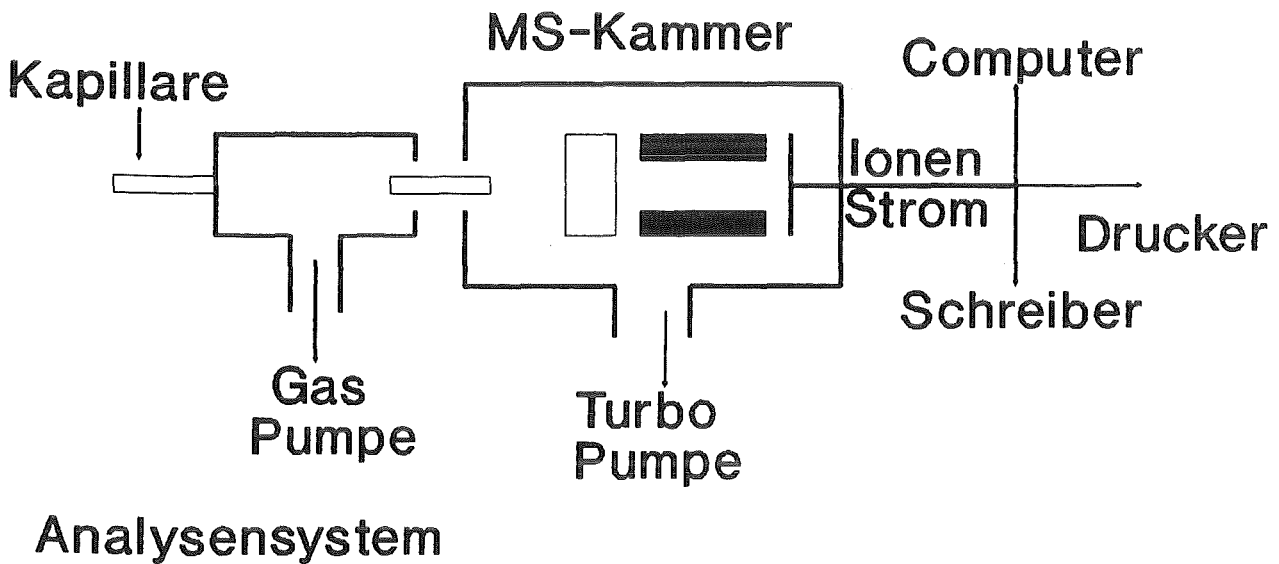 MS-Kammer
Kapillare
Computer
Ionen
Strom
Drucker
Schreiber
Gas
Pumpe
Turbo
Pumpe
Analysensystem